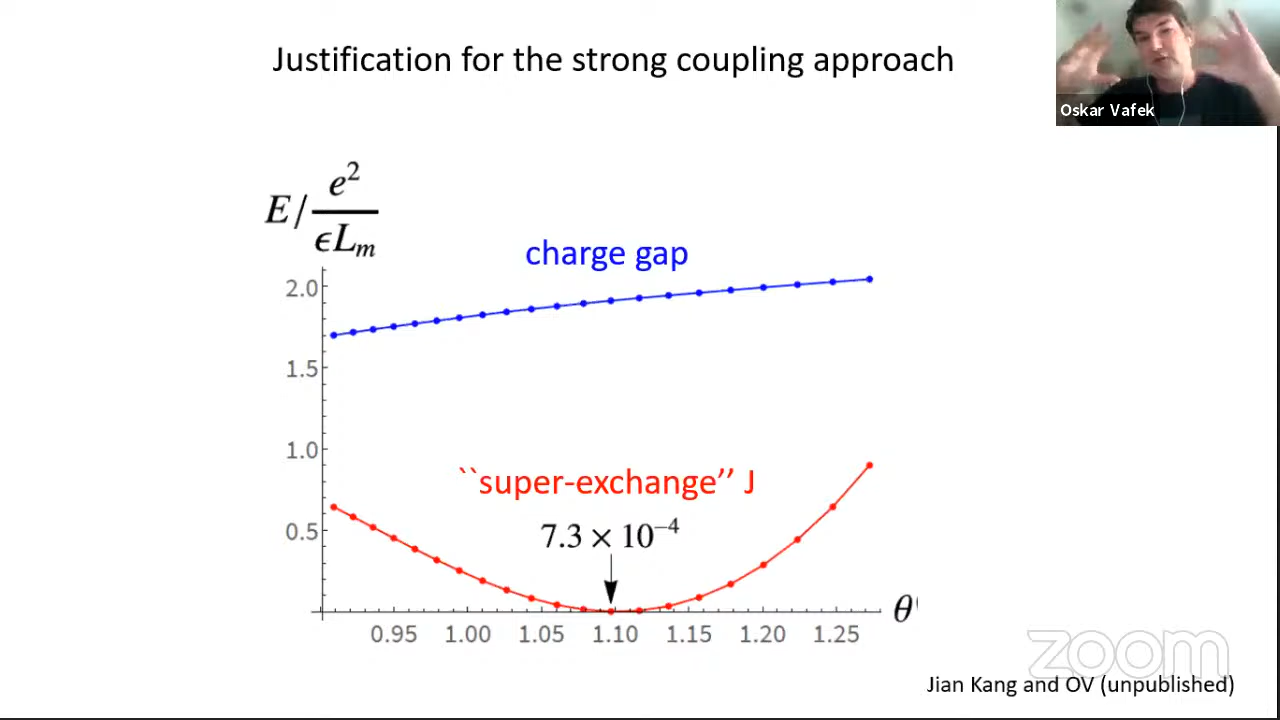 Justification for the strong coupling approach
Oskar Vafek
E/ e²
ϵLₘ
charge gap
2.0
1.5
1.0
0.5
``super-exchange’’ J
7.3 × 10⁻⁴
θ
0.95 1.00 1.05 1.10 1.15 1.20 1.25
zoom
Jian Kang and OV (unpublished)